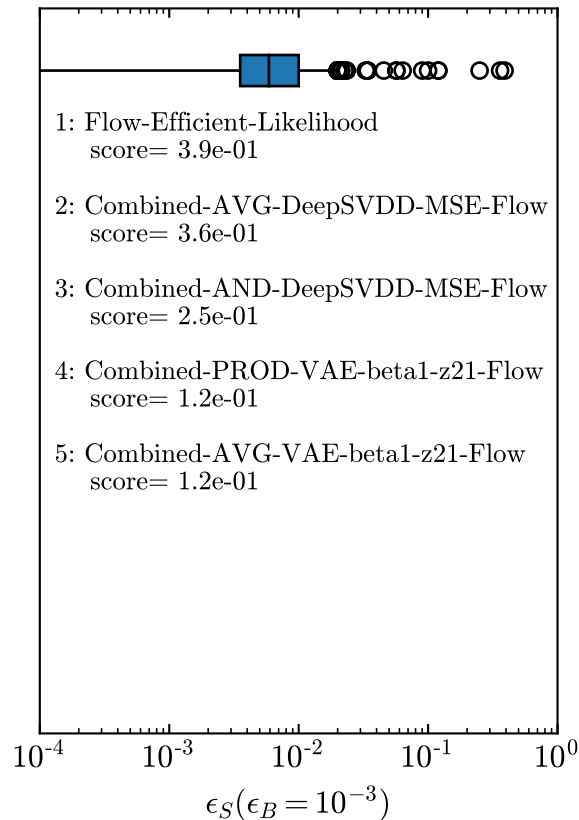 1: Flow-Efficient-Likelihood
score= 3.9e-01
2: Combined-AVG-DeepSVDD-MSE-Flow
score= 3.6e-01
3: Combined-AND-DeepSVDD-MSE-Flow
score= 2.5e-01
4: Combined-PROD-VAE-beta1-z21-Flow
score= 1.2e-01
5: Combined-AVG-VAE-beta1-z21-Flow
score= 1.2e-01
10⁻⁴ 10⁻³ 10⁻² 10⁻¹ 10⁰
ϵ_S(ϵ_B = 10⁻³)